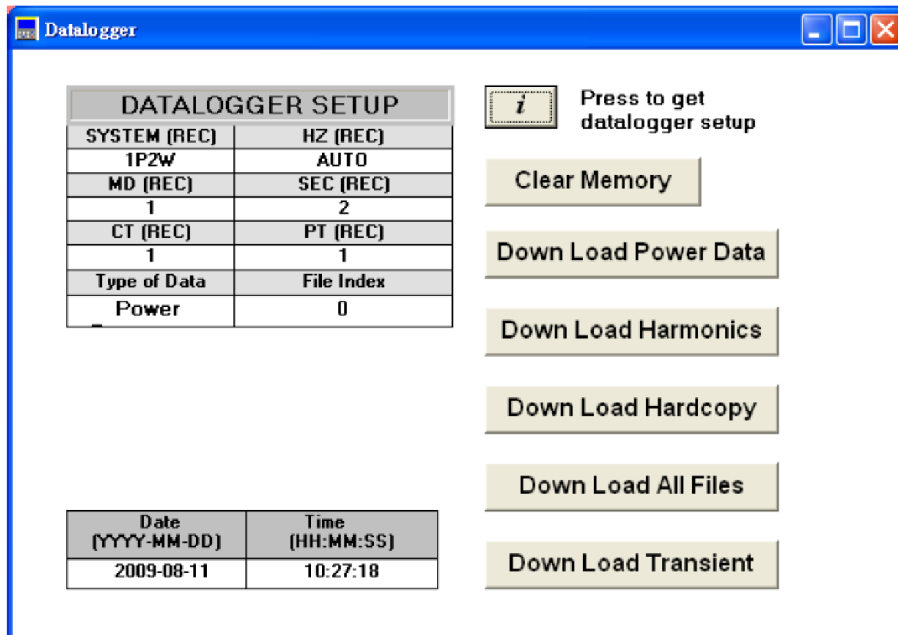 Datalogger
DATALOGGER SETUP
SYSTEM (REC) HZ (REC)
1P2W AUTO
MD (REC) SEC (REC)
1 2
CT (REC) PT (REC)
1 1
Type of Data File Index
Power 0
Date Time
(YYYY-MM-DD) (HH:MM:SS)
2009-08-11 10:27:18
i
Press to get
datalogger setup
Clear Memory
Down Load Power Data
Down Load Harmonics
Down Load Hardcopy
Down Load All Files
Down Load Transient